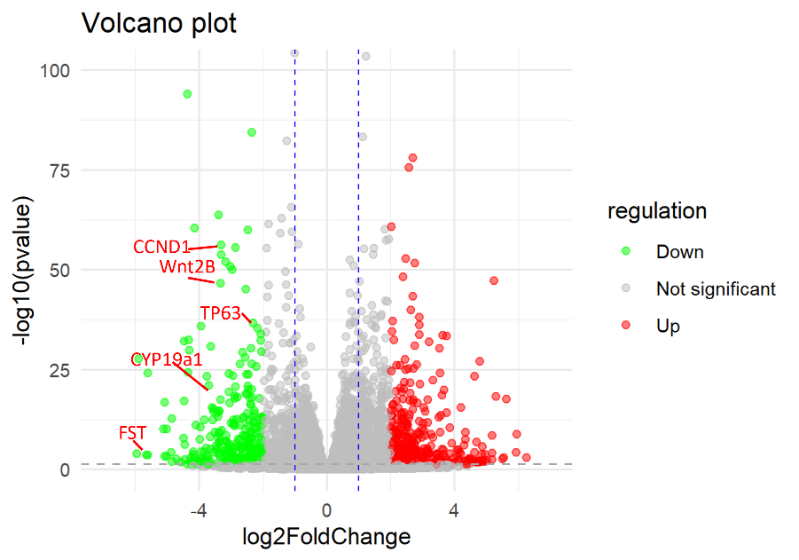 Volcano plot
100
75
50
25
0
-log10(pvalue)
CCND1
Wnt2B
TP63
CYP19a1
FST
-4
0
4
log2FoldChange
regulation
Down
Not significant
Up